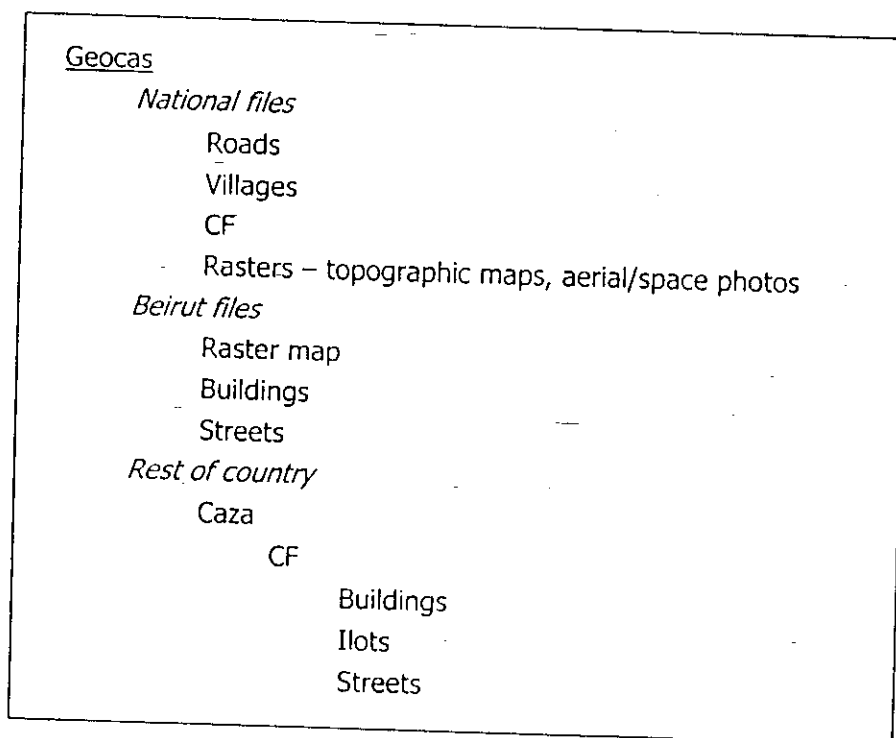 Geocas
National files
Roads
Villages
CF
Rasters – topographic maps, aerial/space photos
Beirut files
Raster map
Buildings
Streets
Rest of country
Caza
CF
Buildings
Ilots
Streets